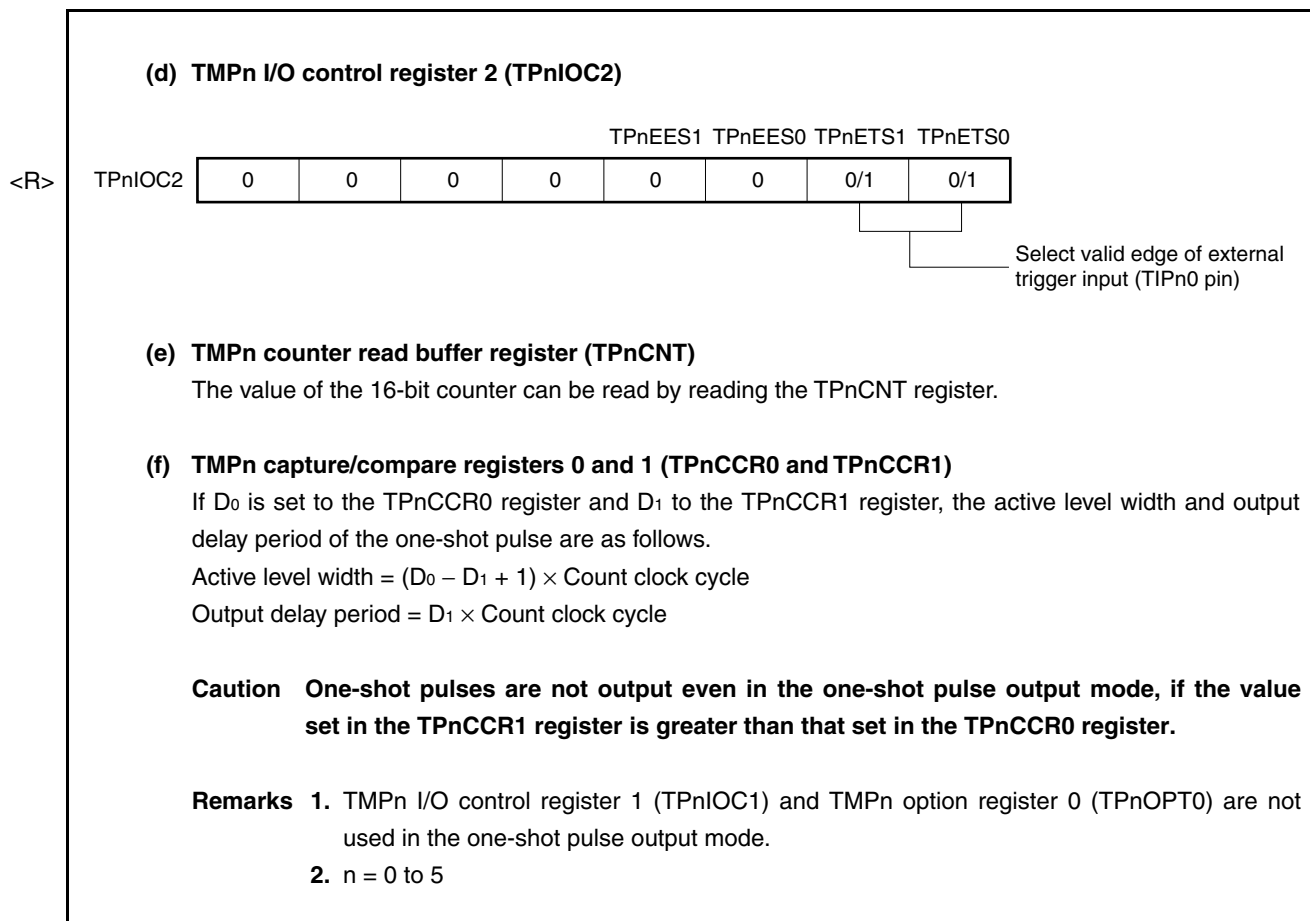 (d) TMPn I/O control register 2 (TPnIOC2)
TPnEES1 TPnEES0 TPnETS1 TPnETS0
<R> TPnIOC2 0 0 0 0 0 0 0/1 0/1
Select valid edge of external
trigger input (TIPn0 pin)
(e) TMPn counter read buffer register (TPnCNT)
The value of the 16-bit counter can be read by reading the TPnCNT register.
(f) TMPn capture/compare registers 0 and 1 (TPnCCR0 and TPnCCR1)
If D0 is set to the TPnCCR0 register and D1 to the TPnCCR1 register, the active level width and output
delay period of the one-shot pulse are as follows.
Active level width = (D0 − D1 + 1) × Count clock cycle
Output delay period = D1 × Count clock cycle
Caution One-shot pulses are not output even in the one-shot pulse output mode, if the value
set in the TPnCCR1 register is greater than that set in the TPnCCR0 register.
Remarks 1. TMPn I/O control register 1 (TPnIOC1) and TMPn option register 0 (TPnOPT0) are not
used in the one-shot pulse output mode.
2. n = 0 to 5